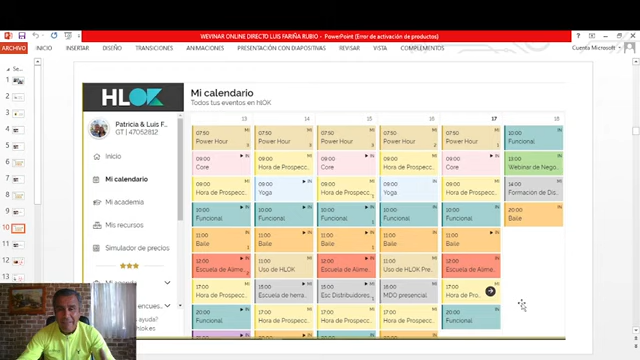 WEVINAR ONLINE DIRECTO LUIS FARIÑA RUBIO - PowerPoint (Error de activación de productos)
ARCHIVO INICIO INSERTAR DISEÑO TRANSICIONES ANIMACIONES PRESENTACIÓN CON DIAPOSITIVAS REVISAR VISTA COMPLEMENTOS Cuenta Microsoft
HLOK
Patricia & Luis F...
GT | 47052812
Inicio
Mi calendario
Mi academia
Mis recursos
Simulador de precios
Mi calendario
Todos tus eventos en hlOK
13 14 15 16 17 18
07:50 07:50 07:50 07:50 07:50 10:00
Power Hour Power Hour Power Hour Power Hour Power Hour Funcional
09:00 09:00 09:00 09:00 09:00 13:00
Core Hora de Prospecc... Core Hora de Prospecc... Core Webinar de Nego...
09:00 09:00 09:00 09:00 09:00 14:00
Hora de Prospecc... Yoga Hora de Prospecc... Yoga Hora de Prospecc... Formación de Dis...
10:00 10:00 10:00 10:00 10:00 20:00
Funcional Funcional Funcional Funcional Funcional Baile
11:00 11:00 11:00 11:00 11:00
Baile Baile Baile Baile Baile
12:00 11:00 12:00 11:00 12:00
Escuela de Alime... Uso de HLOK Escuela de Alime... Uso de HLOK Pre... Escuela de Alime...
17:00 15:00 15:00 16:00 17:00
Hora de Prospecc... Escuela de herra... Esc Distribuidores... MDO presencial Hora de Pro...
20:00 17:00 17:00 17:00 20:00
Funcional Hora de Prospecc... Hora de Prospecc... Hora de Prospecc... Funcional